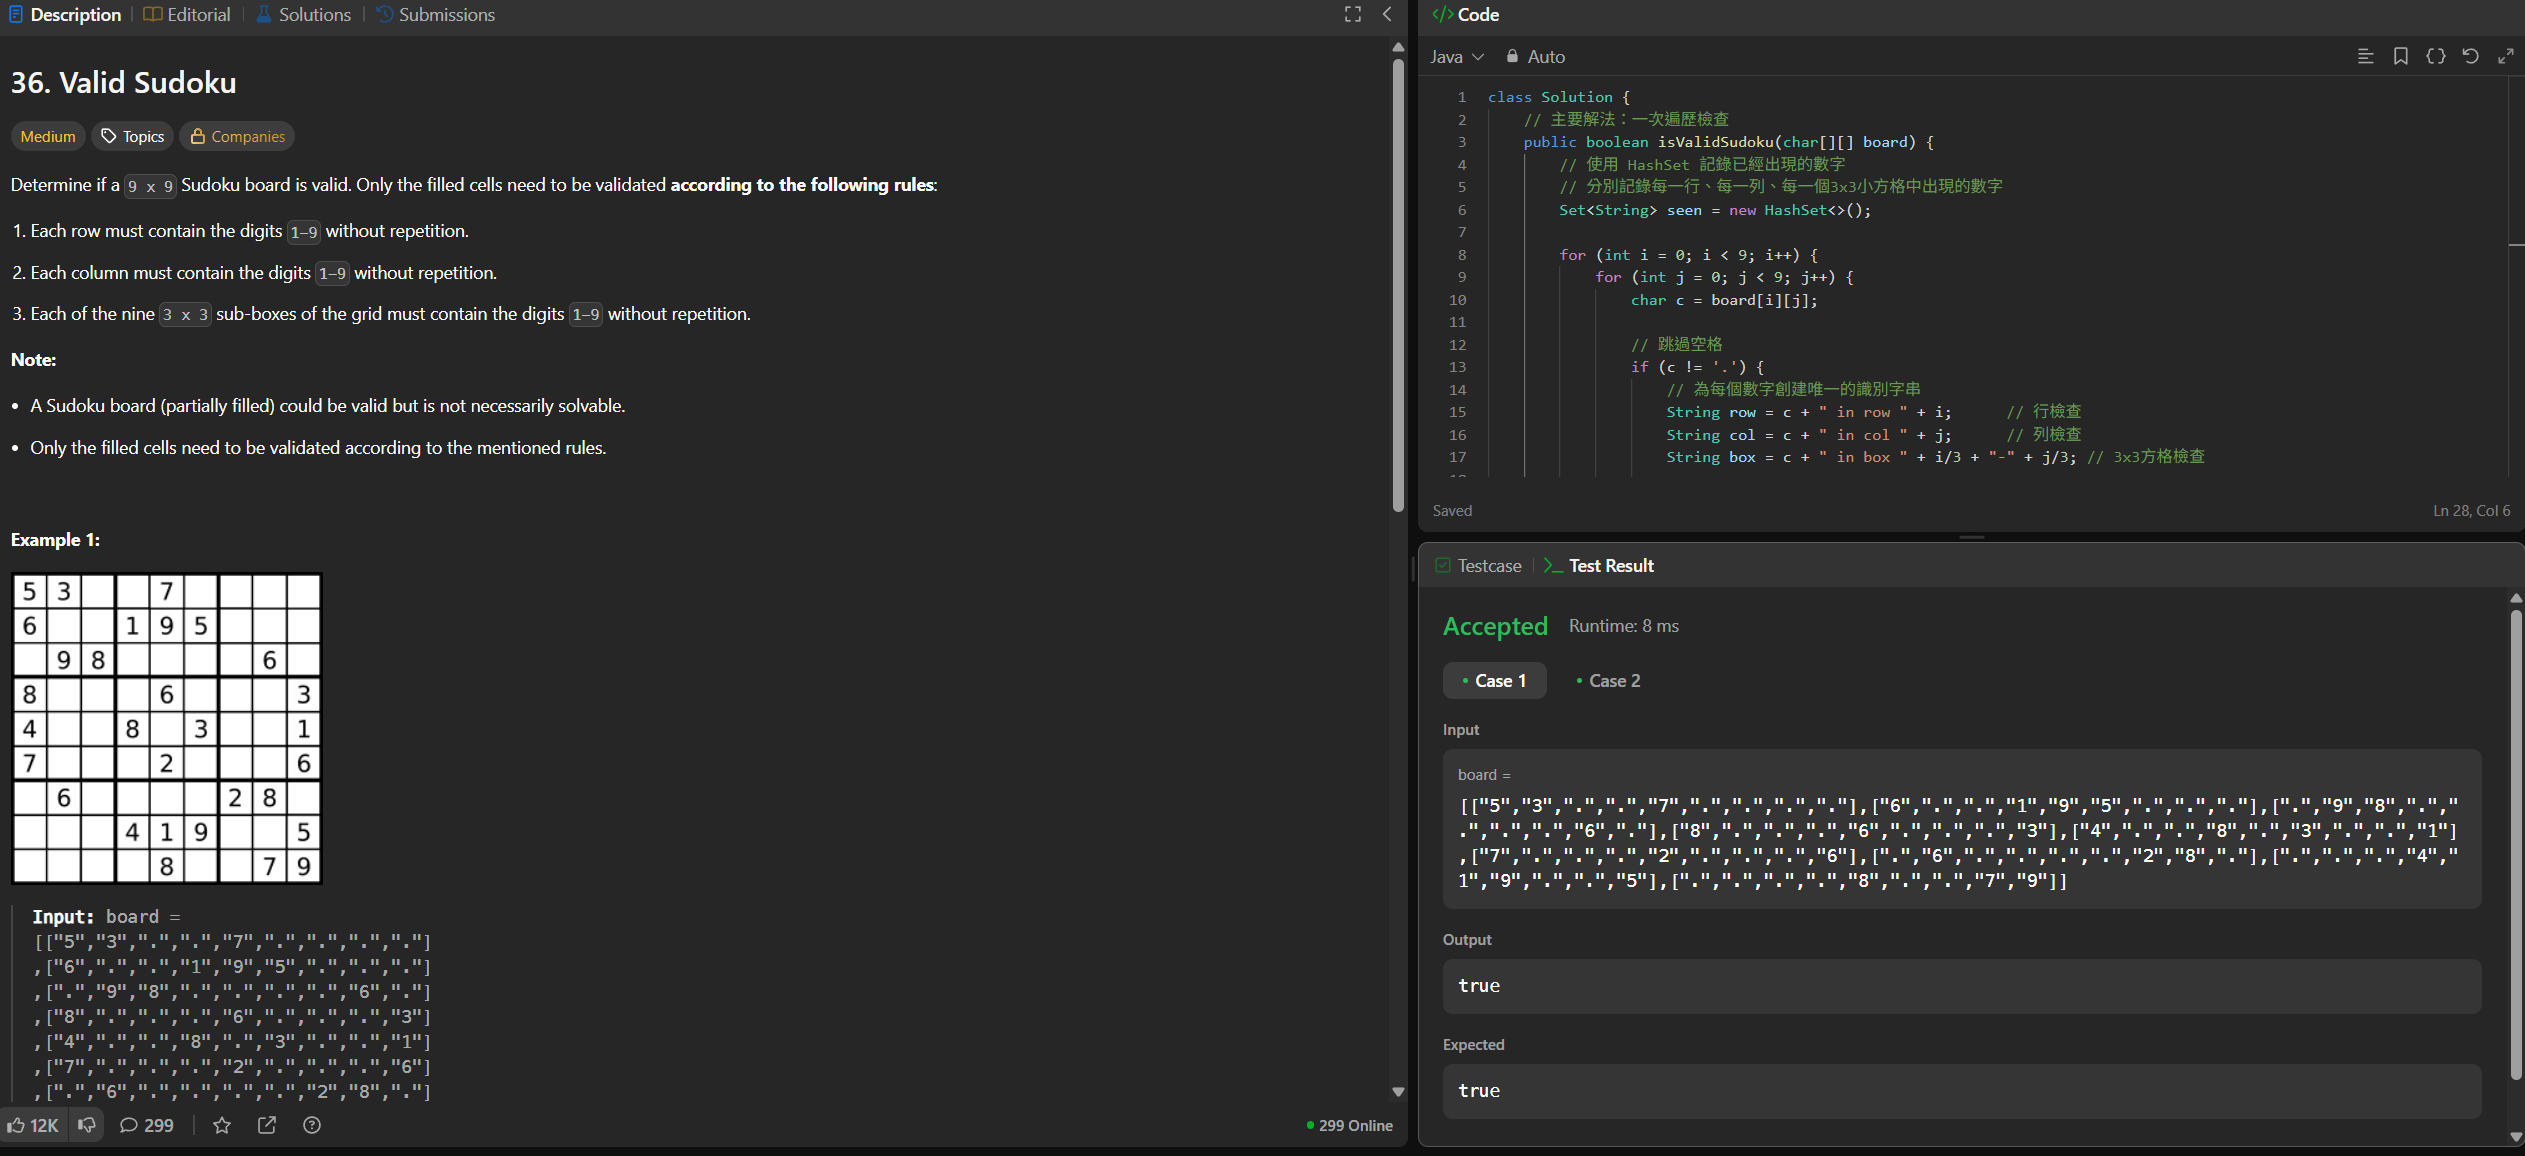 Description
Editorial
Solutions
Submissions
36. Valid Sudoku
Medium
Topics
Companies
Determine if a 9 x 9 Sudoku board is valid. Only the filled cells need to be validated according to the following rules:
1. Each row must contain the digits 1-9 without repetition.
2. Each column must contain the digits 1-9 without repetition.
3. Each of the nine 3 x 3 sub-boxes of the grid must contain the digits 1-9 without repetition.
Note:
• A Sudoku board (partially filled) could be valid but is not necessarily solvable.
• Only the filled cells need to be validated according to the mentioned rules.
Example 1:
5 3 7
6 1 9 5
9 8 6
8 6 3
4 8 3 1
7 2 6
6 2 8
4 1 9 5
8 7 9
Input: board =
[["5","3",".",".","7",".",".",".","."]
,["6",".",".","1","9","5",".",".","."]
,[".","9","8",".",".",".",".","6","."]
,["8",".",".",".","6",".",".",".","3"]
,["4",".",".","8",".","3",".",".","1"]
,["7",".",".",".","2",".",".",".","6"]
,[".","6",".",".",".",".","2","8","."]
12K
299
299 Online
</> Code
Java
Auto
1 class Solution {
2 // 主要解法：一次遍歷檢查
3 public boolean isValidSudoku(char[][] board) {
4 // 使用 HashSet 記錄已經出現的數字
5 // 分別記錄每一行、每一列、每一個3x3小方格中出現的數字
6 Set<String> seen = new HashSet<>();
7
8 for (int i = 0; i < 9; i++) {
9 for (int j = 0; j < 9; j++) {
10 char c = board[i][j];
11
12 // 跳過空格
13 if (c != '.') {
14 // 為每個數字創建唯一的識別字串
15 String row = c + " in row " + i; // 行檢查
16 String col = c + " in col " + j; // 列檢查
17 String box = c + " in box " + i/3 + "-" + j/3; // 3x3方格檢查
Saved
Ln 28, Col 6
Testcase
Test Result
Accepted
Runtime: 8 ms
• Case 1
• Case 2
Input
board =
[["5","3",".",".","7",".",".",".","."],["6",".",".","1","9","5",".",".","."],[".","9","8",".","
.",".",".","6","."],["8",".",".",".","6",".",".",".","3"],["4",".",".","8",".","3",".",".","1"]
,["7",".",".",".","2",".",".",".","6"],[".","6",".",".",".",".","2","8","."],[".",".",".","4","
1","9",".",".","5"],[".",".",".",".","8",".",".","7","9"]]
Output
true
Expected
true